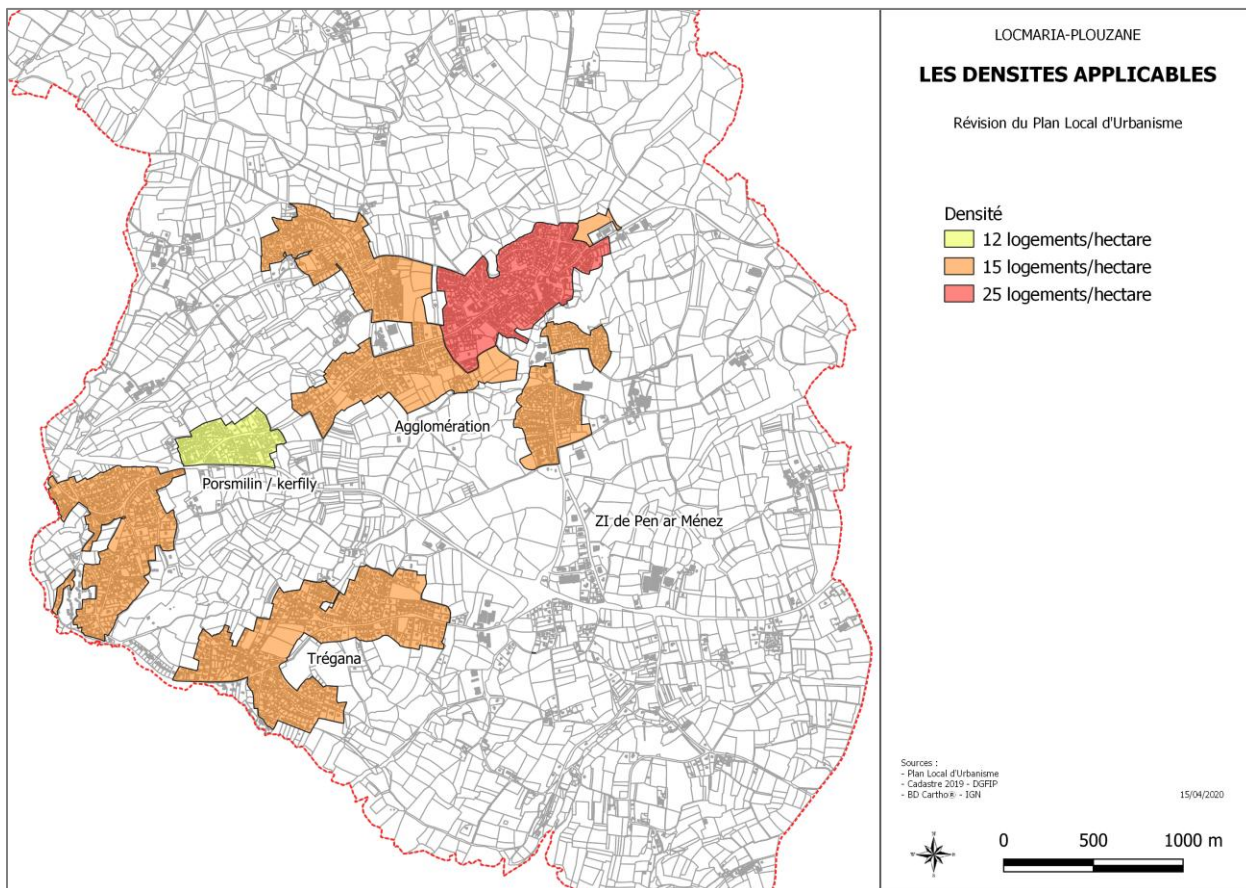 LOCMARIA-PLOUZANE
LES DENSITES APPLICABLES
Révision du Plan Local d'Urbanisme
Densité
12 logements/hectare
15 logements/hectare
25 logements/hectare
Agglomération
Porsmilin / kerfily
ZI de Pen ar Ménez
Trégana
Sources :
- Plan Local d'Urbanisme
- Cadastre 2019 - DGFIP
- BD Cartho® - IGN
15/04/2020
N
W
E
S
0 500 1000 m